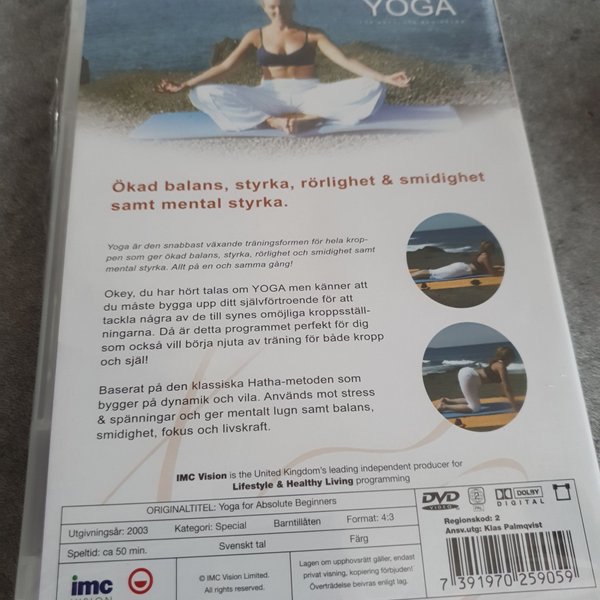 YOGA
Ökad balans, styrka, rörlighet & smidighet
samt mental styrka.
Yoga är den snabbast växande träningsformen för hela krop-
pen som ger ökad balans, styrka, rörlighet och smidighet samt
mental styrka. Allt på en och samma gång!
Okey, du har hört talas om YOGA men känner att
du måste bygga upp ditt självförtroende för att
tackla några av de till synes omöjliga kroppsställ-
ningarna. Då är detta programmet perfekt för dig
som också vill börja njuta av träning för både kropp
och själ!
Baserat på den klassiska Hatha-metoden som
bygger på dynamik och vila. Används mot stress
& spänningar och ger mentalt lugn samt balans,
smidighet, fokus och livskraft.
IMC Vision is the United Kingdom's leading independent producer for
Lifestyle & Healthy Living programming
ORIGINALTITEL: Yoga for Absolute Beginners
Utgivningsår: 2003 Kategori: Special Barntillåten Format: 4:3
Speltid: ca 50 min. Svenskt tal Färg
imc
VISION
© IMC Vision Limited.
All rights reserved.
Lagen om upphovsrätt gäller, endast
privat visning, kopiering förbjuden!
Överträdelse beivras enligt lag.
DVD
VIDEO
2
PAL
DOLBY
DIGITAL
Regionskod: 2
Ansv.utg: Klas Palmqvist
7 391970 259059